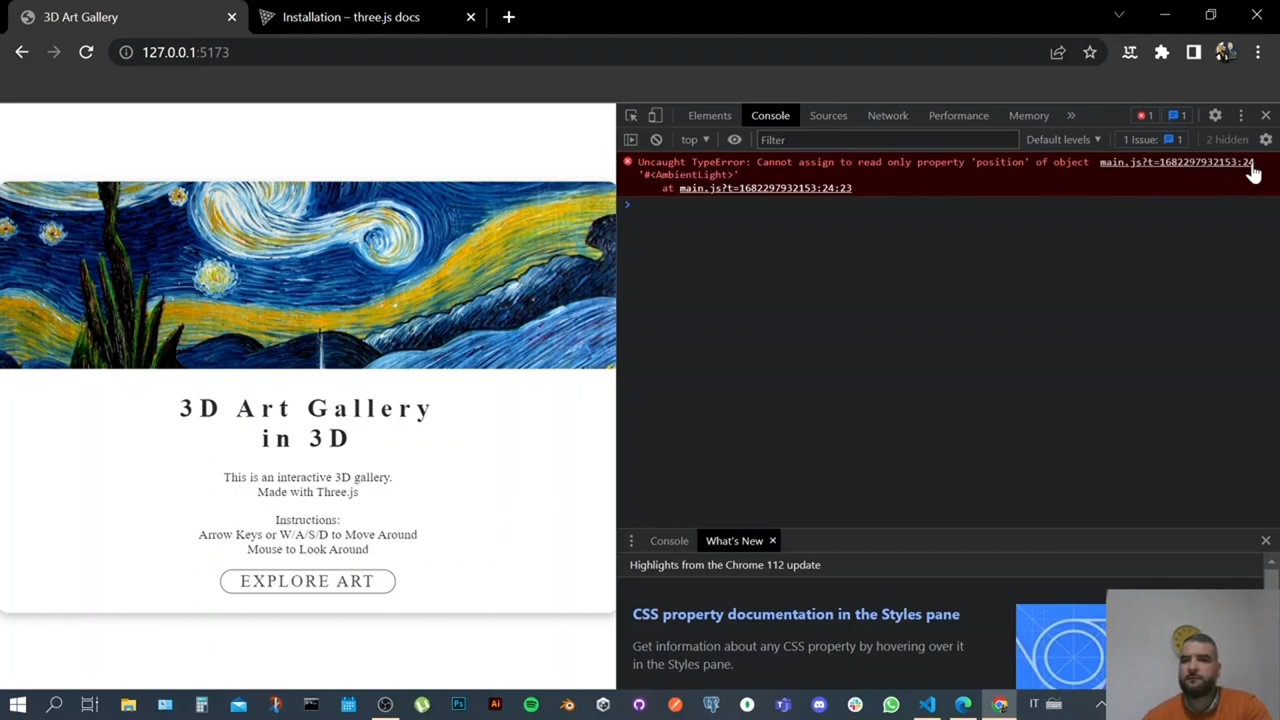 3D Art Gallery
Installation – three.js docs
127.0.0.1:5173
Elements
Console
Sources
Network
Performance
Memory
1
1
top
Filter
Default levels
1 Issue:
1
2 hidden
Uncaught TypeError: Cannot assign to read only property 'position' of object
main.js?t=1682297932153:24
'#<AmbientLight>'
at main.js?t=1682297932153:24:23
3D Art Gallery
in 3D
This is an interactive 3D gallery.
Made with Three.js
Instructions:
Arrow Keys or W/A/S/D to Move Around
Mouse to Look Around
EXPLORE ART
Console
What's New
Highlights from the Chrome 112 update
CSS property documentation in the Styles pane
Get information about any CSS property by hovering over it
in the Styles pane.
IT